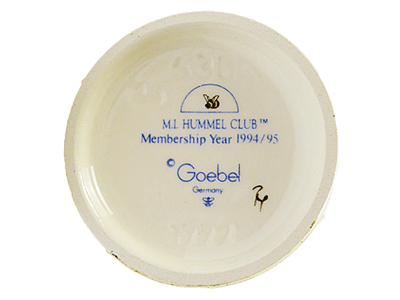 M.I. HUMMEL CLUB™
Membership Year 1994/95
© Goebel
Germany